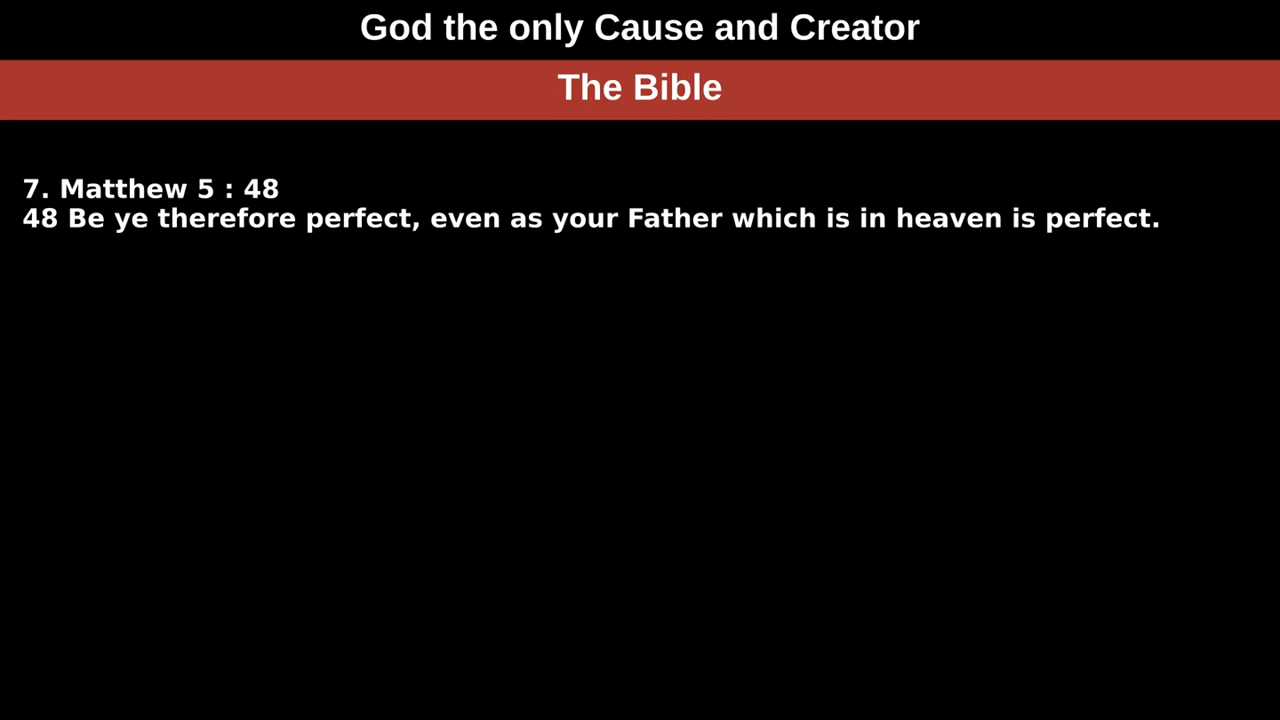 God the only Cause and Creator
The Bible
7. Matthew 5 : 48
48 Be ye therefore perfect, even as your Father which is in heaven is perfect.